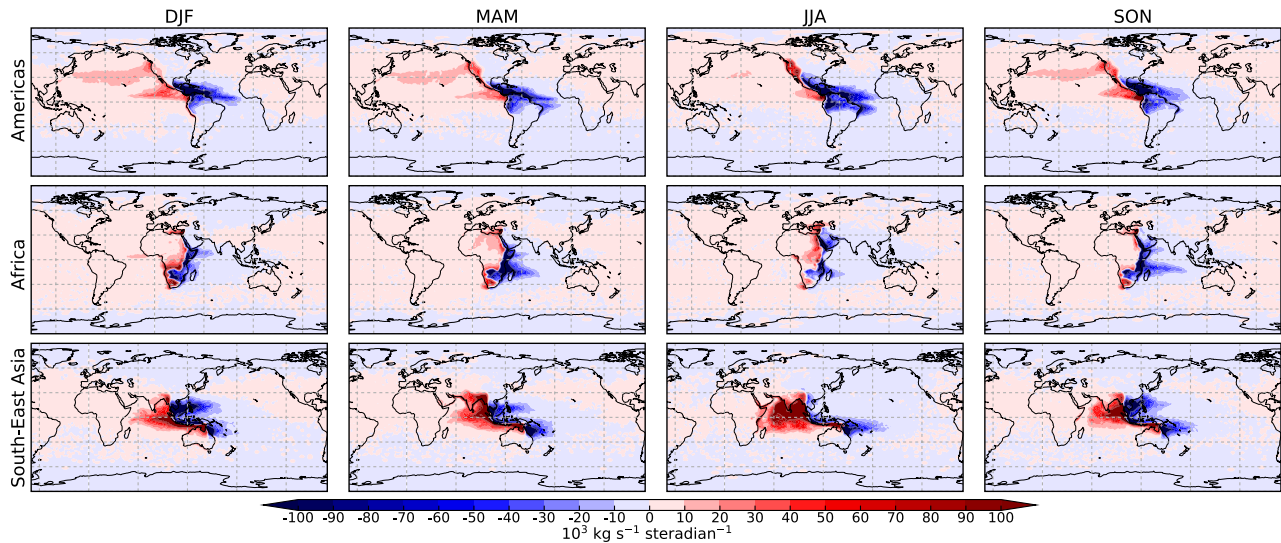 DJF MAM JJA SON
Americas
Africa
South-East Asia
-100 -90 -80 -70 -60 -50 -40 -30 -20 -10 0 10 20 30 40 50 60 70 80 90 100
10³ kg s⁻¹ steradian⁻¹